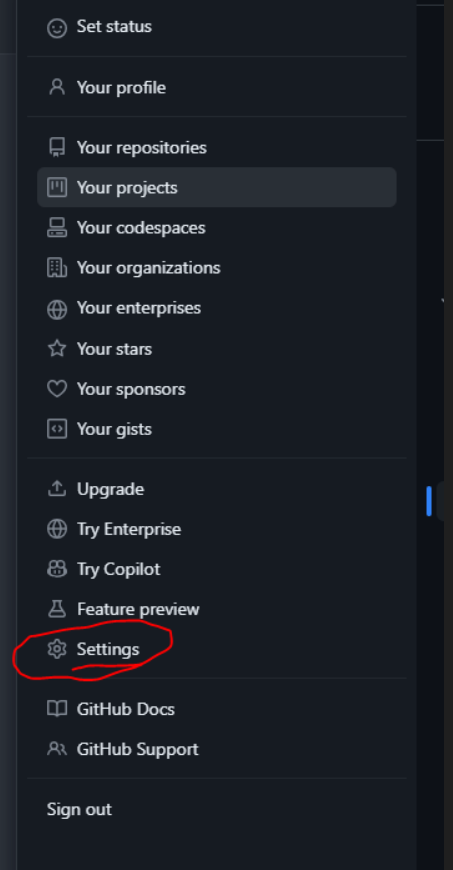 Set status
Your profile
Your repositories
Your projects
Your codespaces
Your organizations
Your enterprises
Your stars
Your sponsors
Your gists
Upgrade
Try Enterprise
Try Copilot
Feature preview
Settings
GitHub Docs
GitHub Support
Sign out